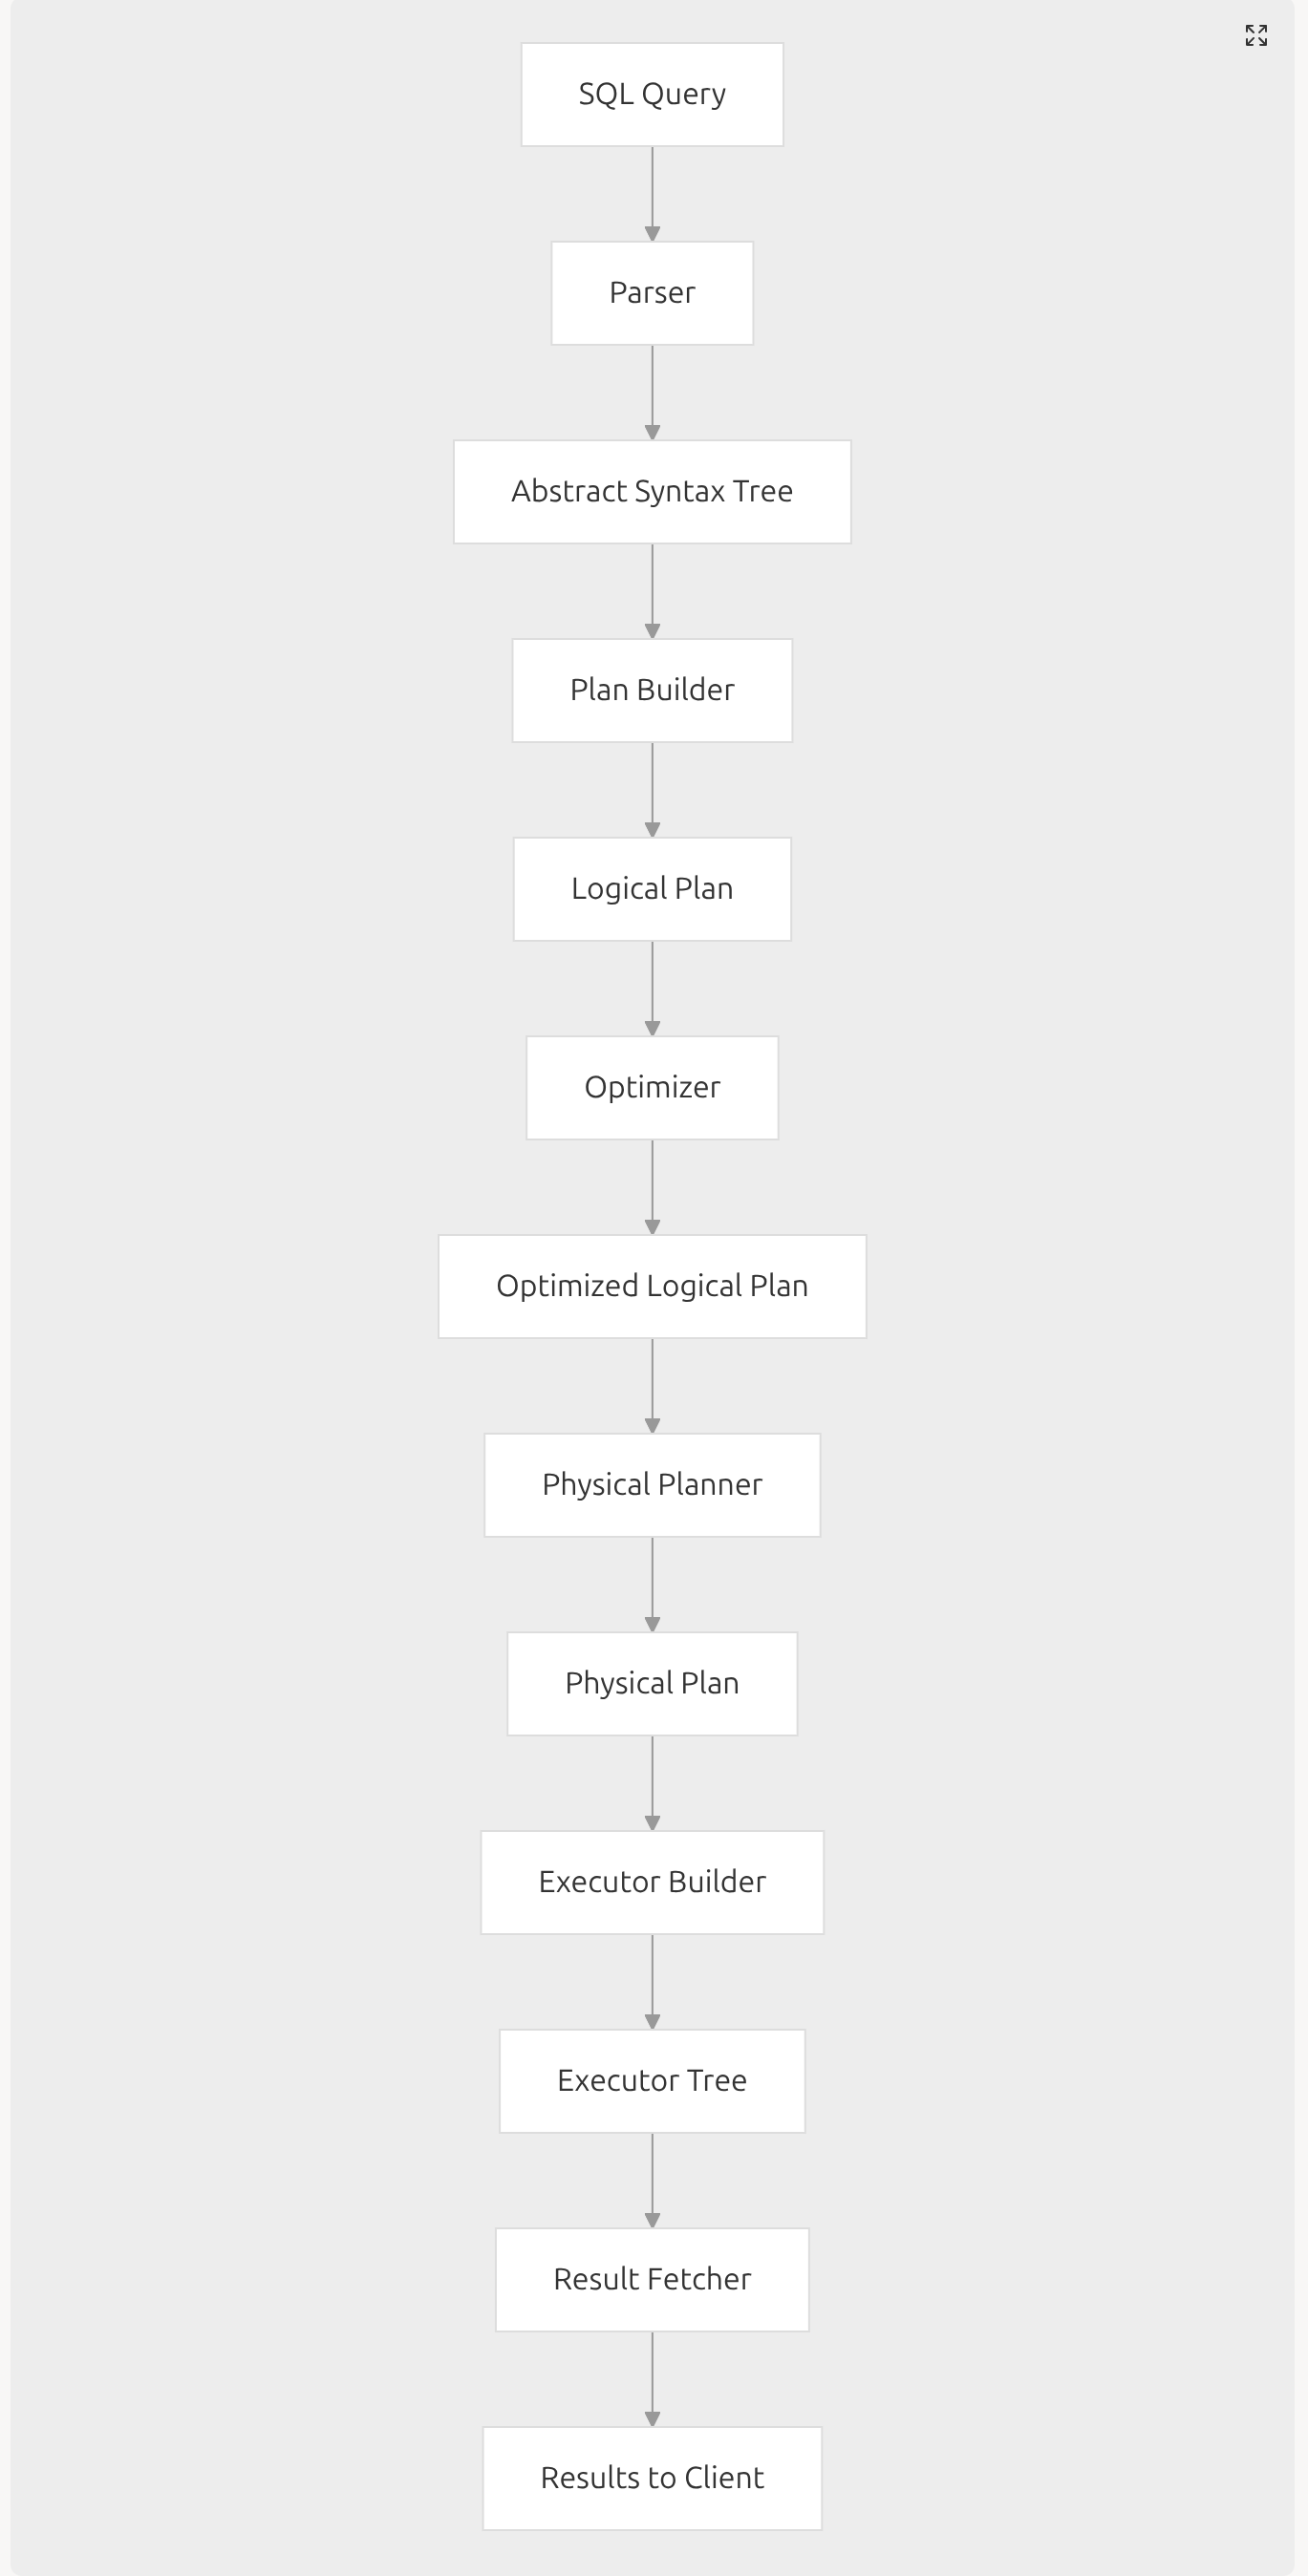 SQL Query
Parser
Abstract Syntax Tree
Plan Builder
Logical Plan
Optimizer
Optimized Logical Plan
Physical Planner
Physical Plan
Executor Builder
Executor Tree
Result Fetcher
Results to Client